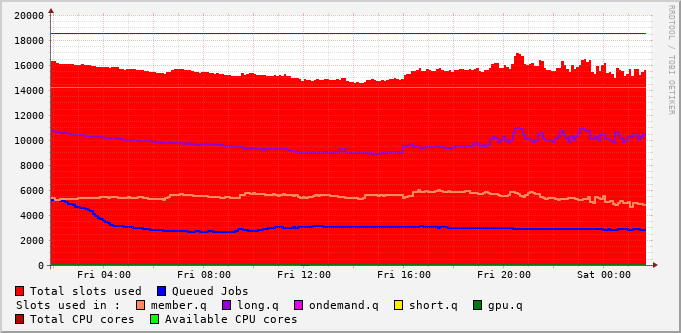 20000
18000
16000
14000
12000
10000
8000
6000
4000
2000
0
Fri 04:00 Fri 08:00 Fri 12:00 Fri 16:00 Fri 20:00 Sat 00:00
RRDTOOL / TOBI OETIKER
Total slots used Queued Jobs
Slots used in : member.q long.q ondemand.q short.q gpu.q
Total CPU cores Available CPU cores